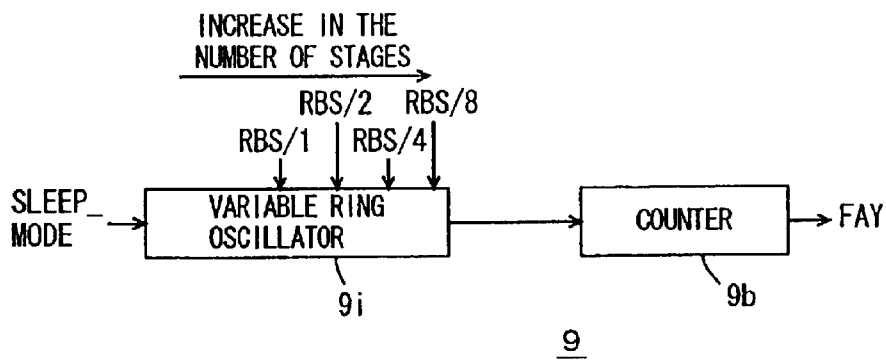 INCREASE IN THE
NUMBER OF STAGES
RBS/2 RBS/8
RBS/1 RBS/4
SLEEP_
MODE
VARIABLE RING
OSCILLATOR
COUNTER
FAY
9i
9b
9